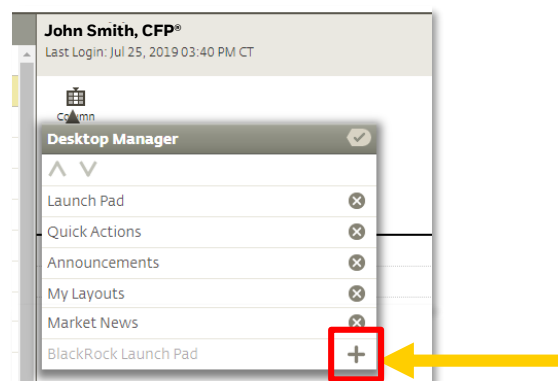 John Smith, CFP®
Last Login: Jul 25, 2019 03:40 PM CT
Column
Desktop Manager
Launch Pad
Quick Actions
Announcements
My Layouts
Market News
BlackRock Launch Pad